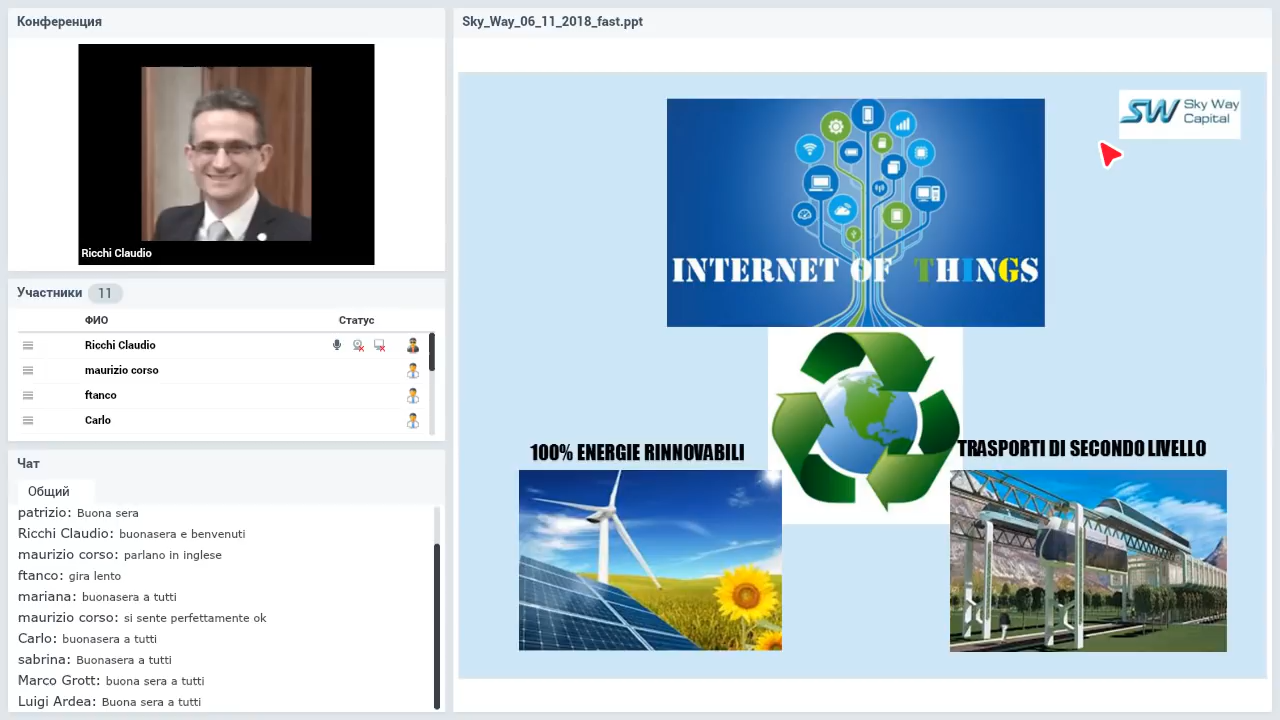 Конференция
Ricchi Claudio
Участники 11
ФИО Статус
Ricchi Claudio
maurizio corso
ftanco
Carlo
Чат
Общий
patrizio: Buona sera
Ricchi Claudio: buonasera e benvenuti
maurizio corso: parlano in inglese
ftanco: gira lento
mariana: buonasera a tutti
maurizio corso: si sente perfettamente ok
Carlo: buonasera a tutti
sabrina: Buonasera a tutti
Marco Grott: buona sera a tutti
Luigi Ardea: Buona sera a tutti
Sky_Way_06_11_2018_fast.ppt
SW Sky Way
Capital
INTERNET OF THINGS
100% ENERGIE RINNOVABILI
TRASPORTI DI SECONDO LIVELLO